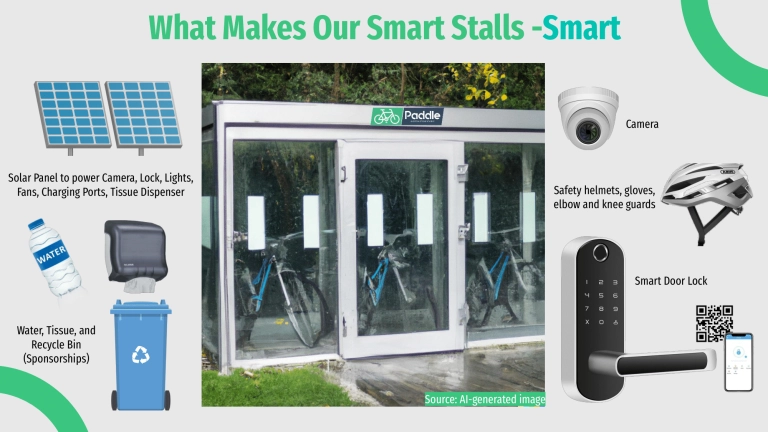 What Makes Our Smart Stalls -Smart
Paddle
Camera
Solar Panel to power Camera, Lock, Lights,
Fans, Charging Ports, Tissue Dispenser
Safety helmets, gloves,
elbow and knee guards
WATER
Smart Door Lock
1 2 3
4 5 6
7 8 9
X 0
Water, Tissue, and
Recycle Bin
(Sponsorships)
Source: AI-generated image